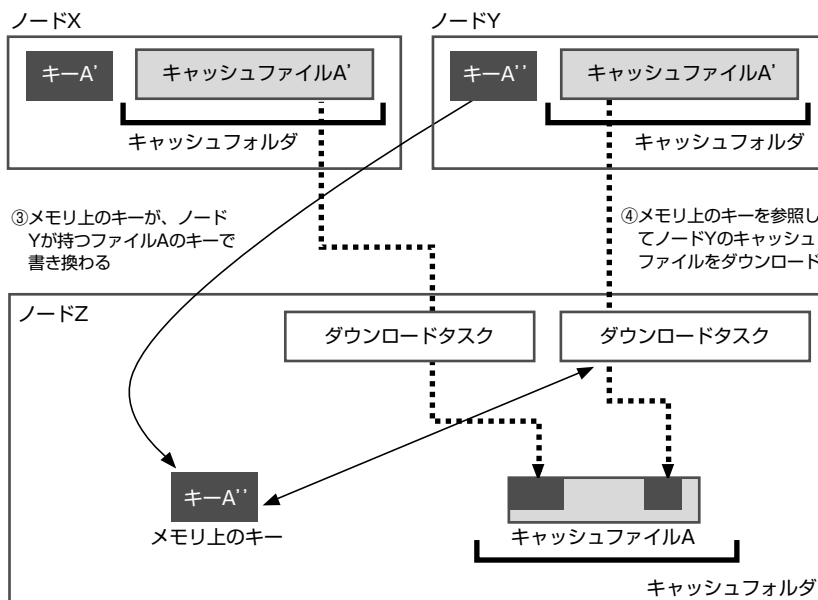 ノードX
ノードY
キーA'
キャッシュファイルA'
キーA''
キャッシュファイルA'
キャッシュフォルダ
キャッシュフォルダ
③メモリ上のキーが、ノード
Yが持つファイルAのキーで
書き換わる
④メモリ上のキーを参照し
てノードYのキャッシュ
ファイルをダウンロード
ノードZ
ダウンロードタスク
ダウンロードタスク
キーA''
メモリ上のキー
キャッシュファイルA
キャッシュフォルダ